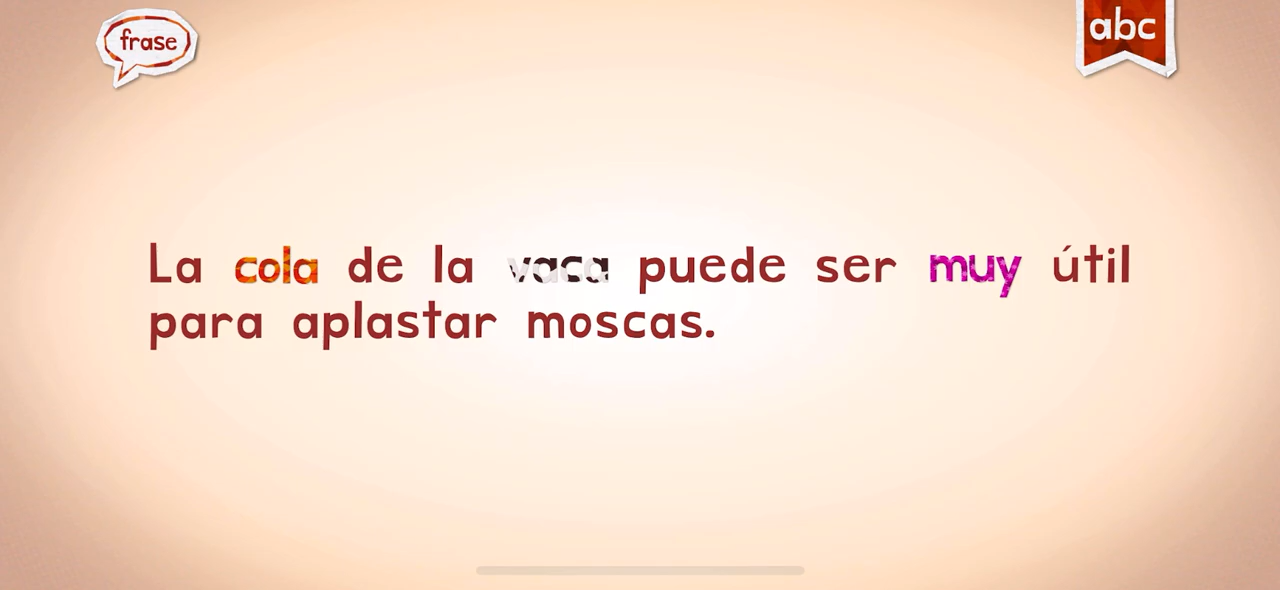 frase
abc
La cola de la vaca puede ser muy útil
para aplastar moscas.